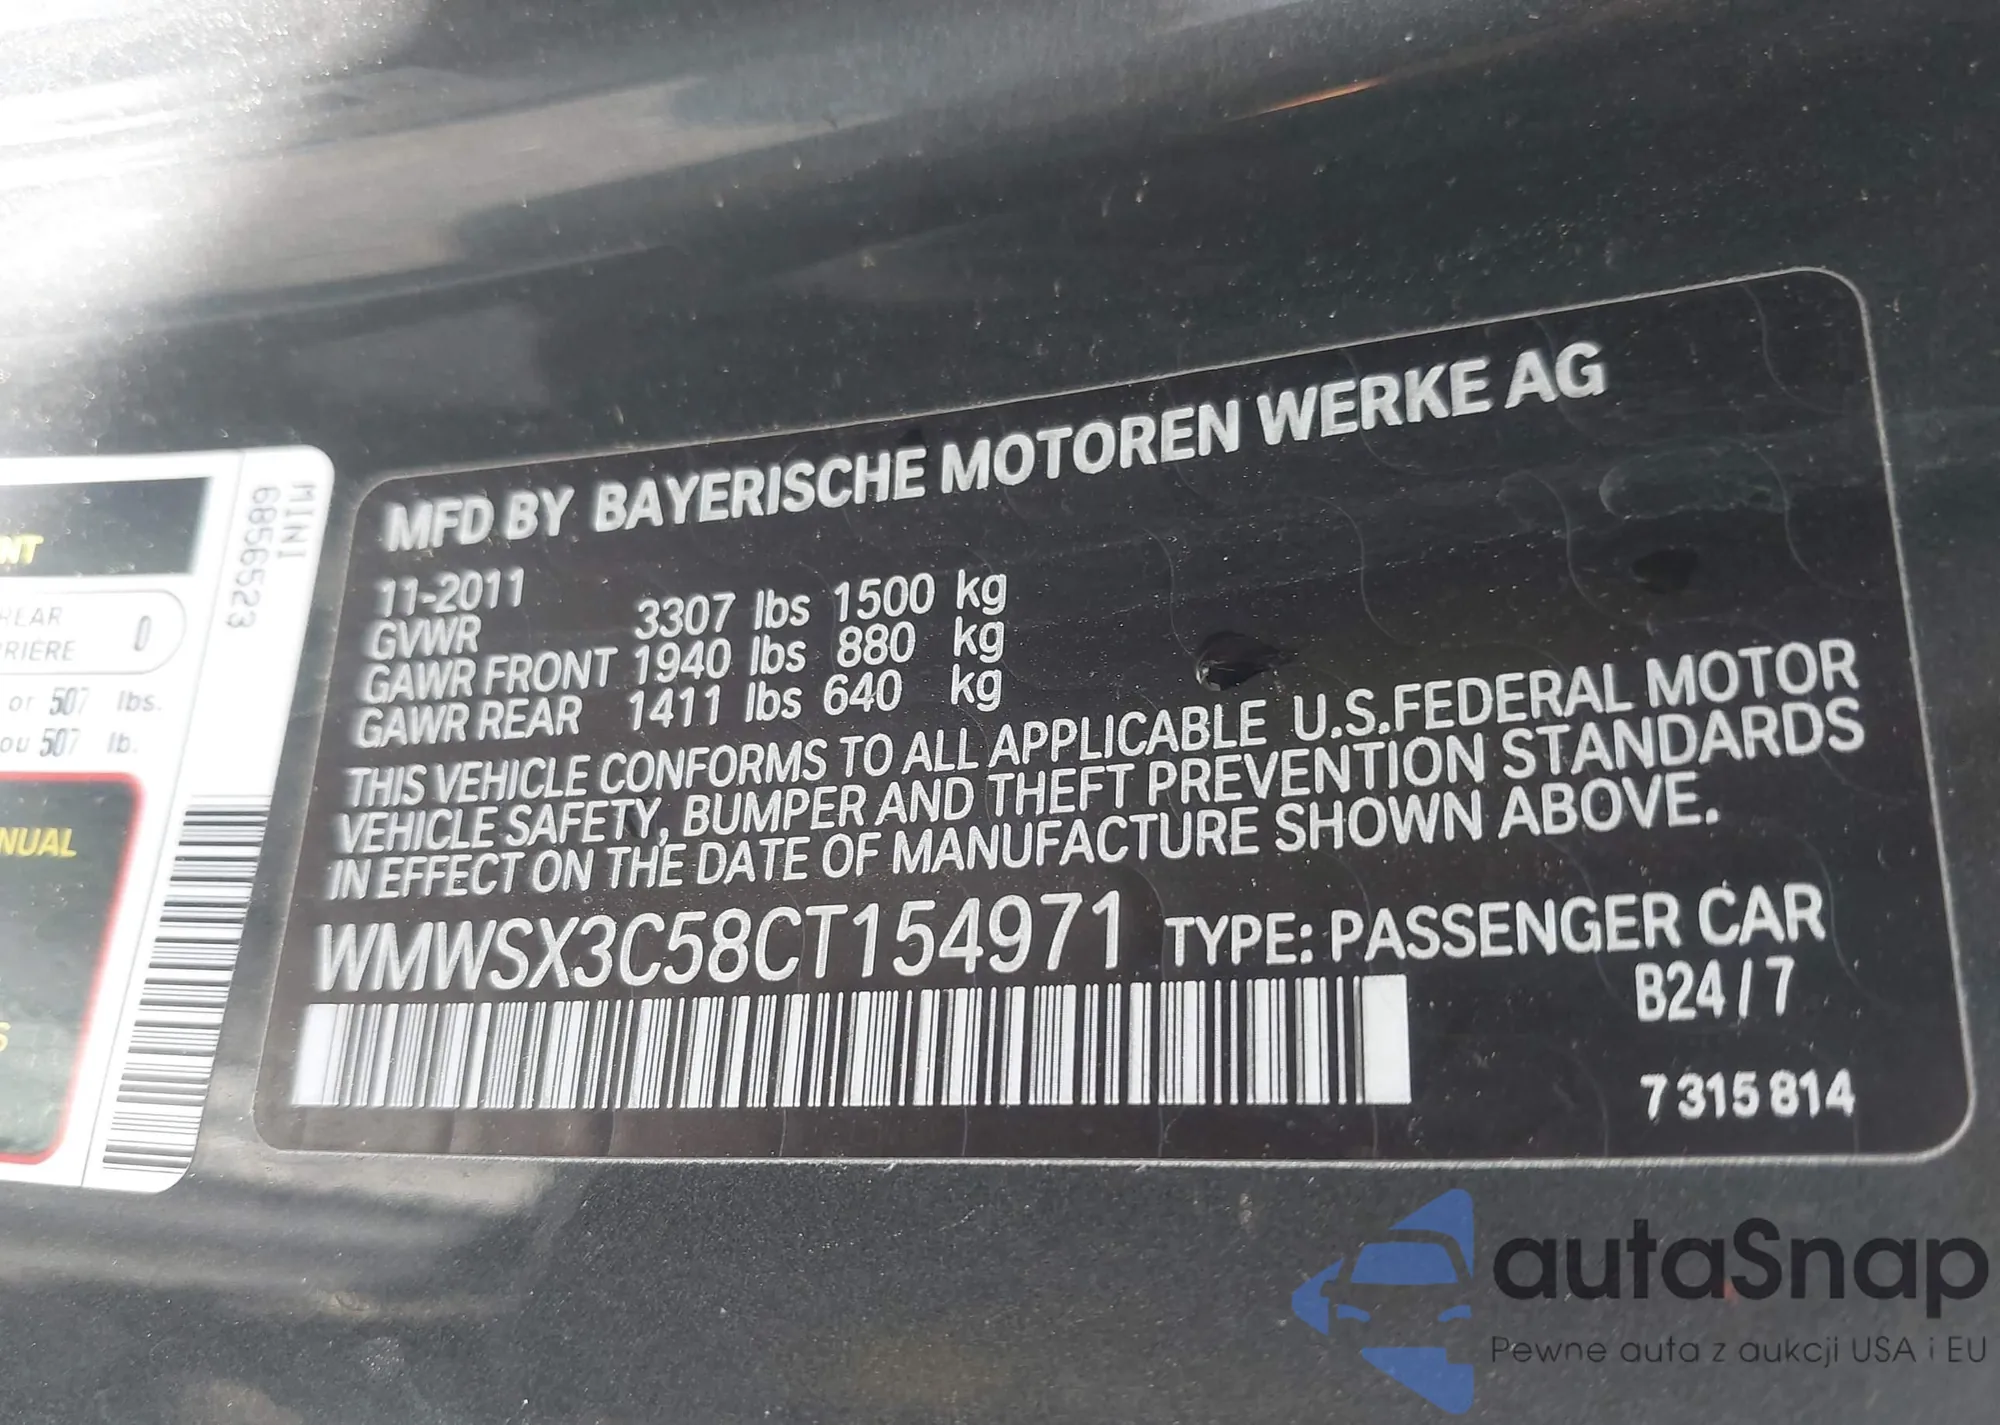 MFD BY BAYERISCHE MOTOREN WERKE AG
11-2011
GVWR 3307 lbs 1500 kg
GAWR FRONT 1940 lbs 880 kg
GAWR REAR 1411 lbs 640 kg
THIS VEHICLE CONFORMS TO ALL APPLICABLE U.S.FEDERAL MOTOR
VEHICLE SAFETY, BUMPER AND THEFT PREVENTION STANDARDS
IN EFFECT ON THE DATE OF MANUFACTURE SHOWN ABOVE.
WMWSX3C58CT154971 TYPE: PASSENGER CAR
B24/7
7 315 814
MINI
6856523
REAR 0
or 507 lbs.
ou 507 lb.
autaSnap
Pewne auta z aukcji USA i EU